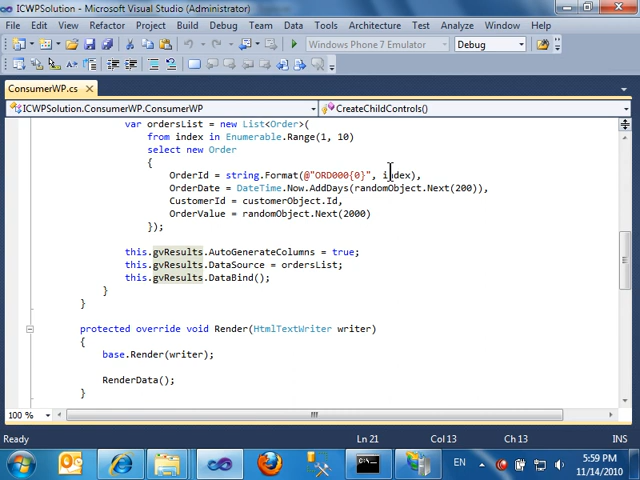 ICWPSolution - Microsoft Visual Studio (Administrator)
File Edit View Refactor Project Build Debug Team Data Tools Architecture Test Analyze Window Help
Windows Phone 7 Emulator Debug
ConsumerWP.cs
ICWPSolution.ConsumerWP.ConsumerWP CreateChildControls()
var ordersList = new List<Order>(
from index in Enumerable.Range(1, 10)
select new Order
{
OrderId = string.Format(@"ORD000{0}", index),
OrderDate = DateTime.Now.AddDays(randomObject.Next(200)),
CustomerId = customerObject.Id,
OrderValue = randomObject.Next(2000)
});
this.gvResults.AutoGenerateColumns = true;
this.gvResults.DataSource = ordersList;
this.gvResults.DataBind();
}
}
protected override void Render(HtmlTextWriter writer)
{
base.Render(writer);
RenderData();
}
100 %
Ready Ln 21 Col 13 Ch 13 INS
EN 5:59 PM
11/14/2010